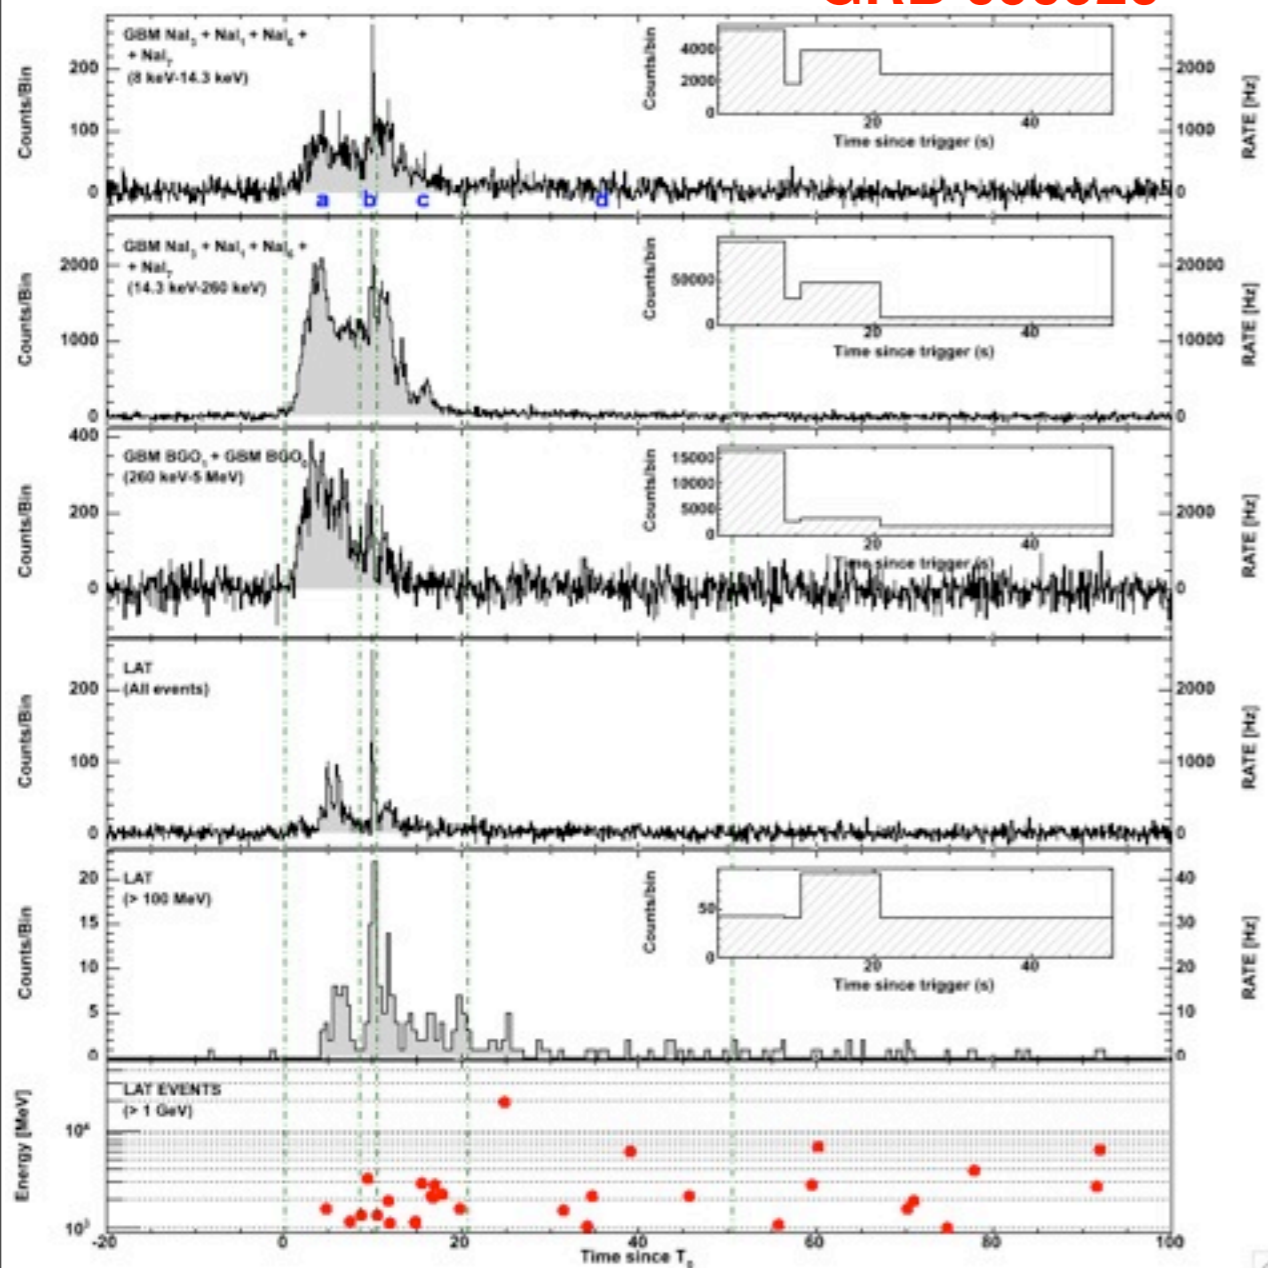 GBM NaI₃ + NaI₁ + NaI₆ +
+ NaI₇
(8 keV-14.3 keV)
Counts/Bin
200
100
0
a b c d
Counts/bin
4000
2000
0
20 40
Time since trigger (s)
2000
1000
0
RATE [Hz]
GBM NaI₃ + NaI₁ + NaI₆ +
+ NaI₇
(14.3 keV-260 keV)
Counts/Bin
2000
1000
0
Counts/bin
50000
0
20 40
Time since trigger (s)
20000
10000
0
RATE [Hz]
GBM BGO₁ + GBM BGO₀
(260 keV-5 MeV)
Counts/Bin
400
200
0
Counts/bin
15000
10000
5000
0
20 40
Time since trigger (s)
2000
0
RATE [Hz]
LAT
(All events)
Counts/Bin
200
100
0
2000
1000
0
RATE [Hz]
LAT
(> 100 MeV)
Counts/Bin
20
15
10
5
0
Counts/bin
50
0
20 40
Time since trigger (s)
40
30
20
10
0
RATE [Hz]
LAT EVENTS
(> 1 GeV)
Energy [MeV]
10⁴
10³
-20 0 20 40 60 80 100
Time since T₀